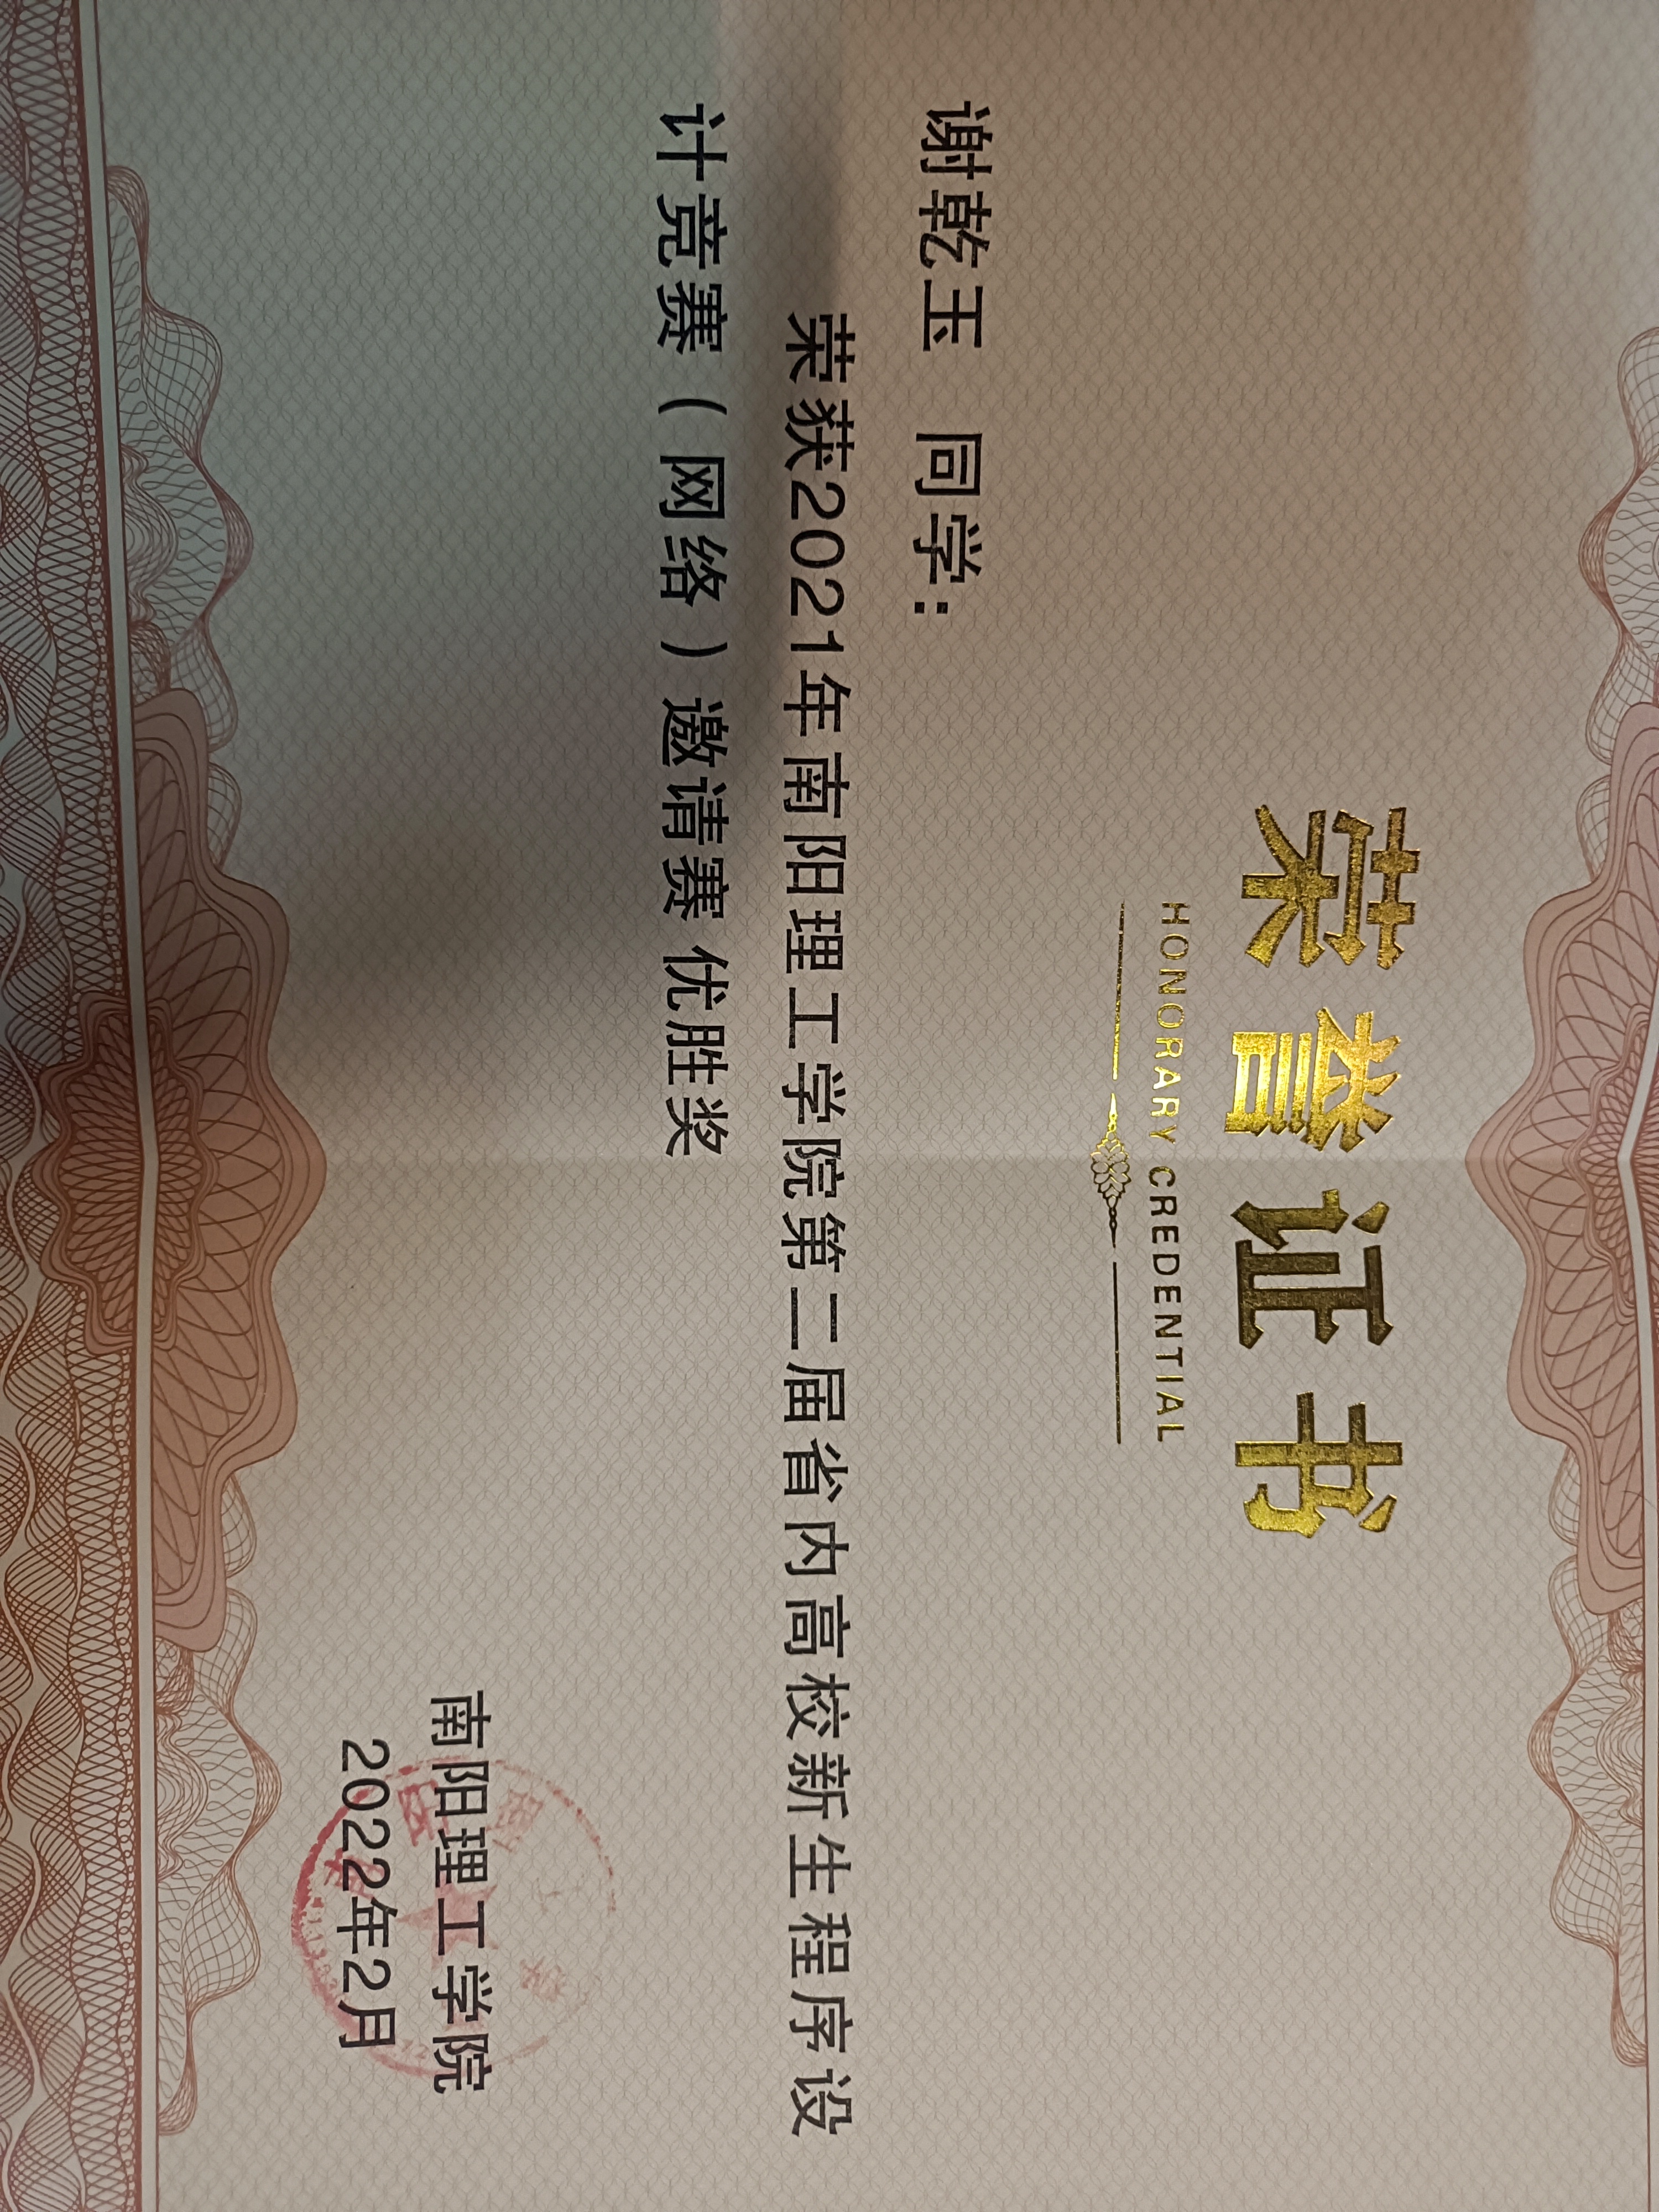 荣誉证书
HONORARY CREDENTIAL
谢乾玉 同学：
荣获2021年南阳理工学院第二届省内高校新生程序设
计竞赛（网络）邀请赛 优胜奖
南阳理工学院
2022年2月